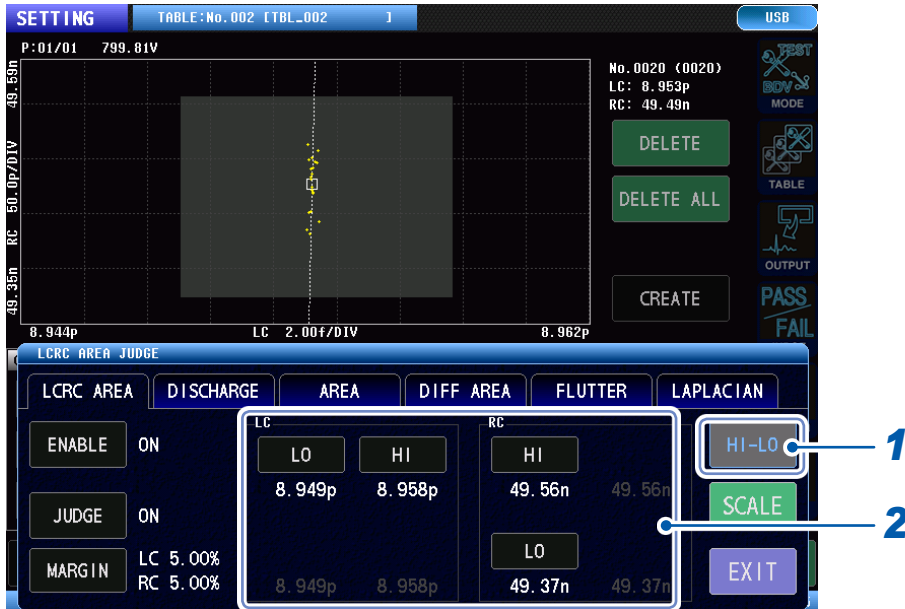 SETTING
TABLE:No.002 [TBL_002 ]
USB
P:01/01 799.81V
49.59n
50.0p/DIV
RC
49.35n
8.944p
LC 2.00f/DIV
8.962p
No.0020 (0020)
LC: 8.953p
RC: 49.49n
DELETE
DELETE ALL
CREATE
TEST
BDV
MODE
TABLE
OUTPUT
PASS
FAIL
LCRC AREA JUDGE
LCRC AREA DISCHARGE AREA DIFF AREA FLUTTER LAPLACIAN
ENABLE ON
JUDGE ON
MARGIN LC 5.00%
RC 5.00%
LC
LO HI
8.949p 8.958p
8.949p 8.958p
RC
HI
49.56n 49.56n
LO
49.37n 49.37n
HI-LO
SCALE
EXIT
1
2